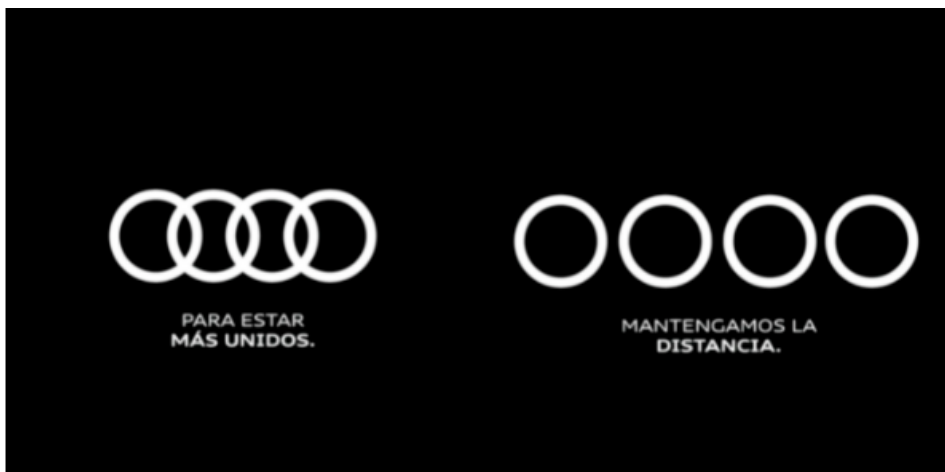 PARA ESTAR
MÁS UNIDOS.
MANTENGAMOS LA
DISTANCIA.